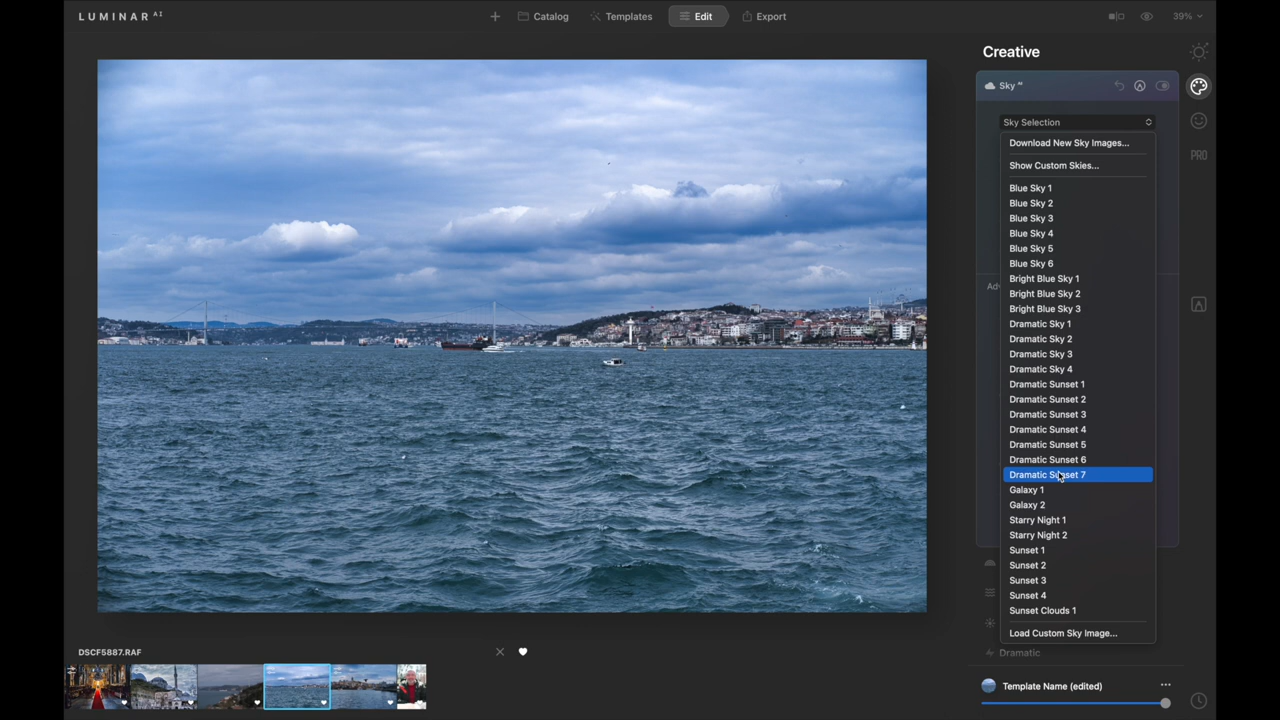 LUMINAR AI
Catalog
Templates
Edit
Export
39%
Creative
Sky AI
PRO
Sky Selection
Download New Sky Images...
Show Custom Skies...
Blue Sky 1
Blue Sky 2
Blue Sky 3
Blue Sky 4
Blue Sky 5
Blue Sky 6
Bright Blue Sky 1
Ad
Bright Blue Sky 2
Bright Blue Sky 3
Dramatic Sky 1
Dramatic Sky 2
Dramatic Sky 3
Dramatic Sky 4
Dramatic Sunset 1
Dramatic Sunset 2
Dramatic Sunset 3
Dramatic Sunset 4
Dramatic Sunset 5
Dramatic Sunset 6
Dramatic Sunset 7
Galaxy 1
Galaxy 2
Starry Night 1
Starry Night 2
Sunset 1
Sunset 2
Sunset 3
Sunset 4
Sunset Clouds 1
Load Custom Sky Image...
Dramatic
DSCF5887.RAF
Template Name (edited)